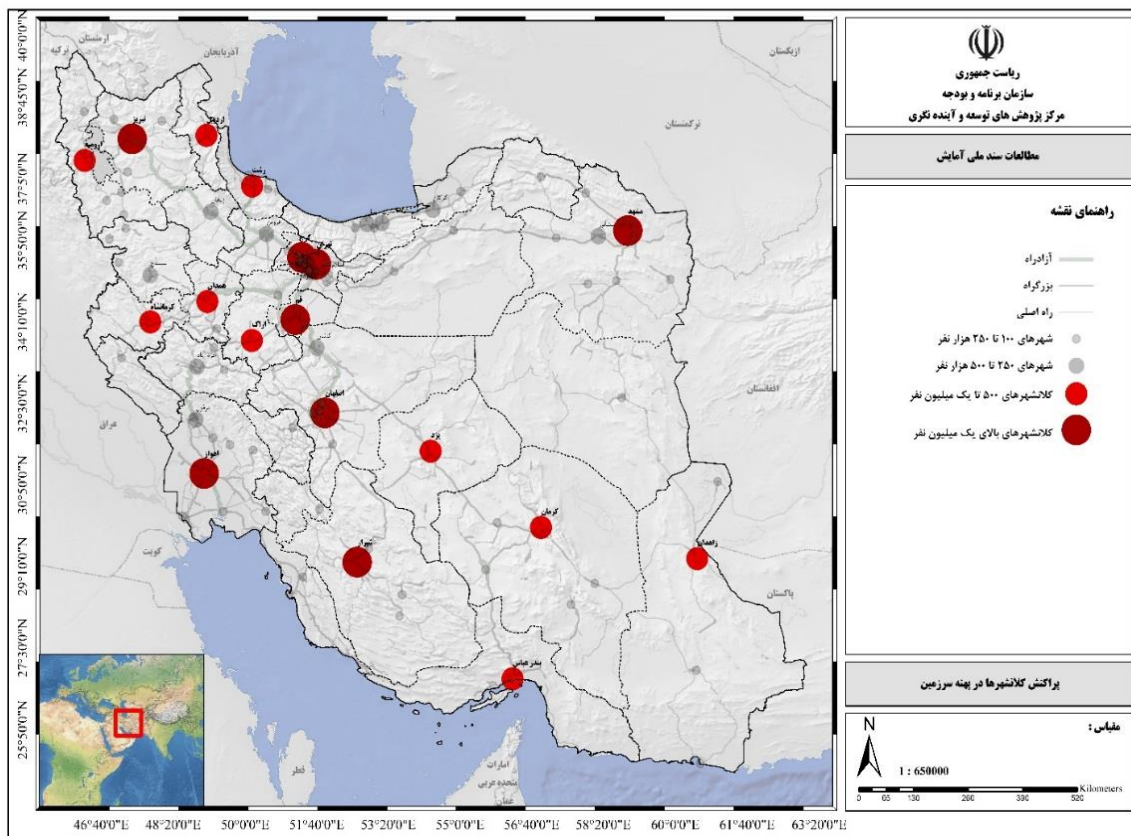 ریاست جمهوری
سازمان برنامه و بودجه
مرکز پژوهش های توسعه و آینده نگری
مطالعات سند ملی آمایش
راهنمای نقشه
آزادراه
بزرگراه
راه اصلی
شهرهای ۱۰۰ تا ۲۵۰ هزار نفر
شهرهای ۲۵۰ تا ۵۰۰ هزار نفر
کلانشهرهای ۵۰۰ تا یک میلیون نفر
کلانشهرهای بالای یک میلیون نفر
پراکنش کلانشهرها در پهنه سرزمین
مقیاس :
N
1 : 650000
Kilometers
0 65 130 260 390 520
40°0'0"N
38°45'0"N
37°5'0"N
35°50'0"N
34°10'0"N
32°30'0"N
30°50'0"N
29°10'0"N
27°30'0"N
25°50'0"N
46°40'0"E 48°20'0"E 50°0'0"E 51°40'0"E 53°20'0"E 55°0'0"E 56°40'0"E 58°20'0"E 60°0'0"E 61°40'0"E 63°20'0"E
ارمنستان
ترکیه
آذربایجان
ازبکستان
ترکمنستان
افغانستان
پاکستان
عراق
کویت
قطر
امارات
متحده عربی
عمان
تبریز
اردبیل
ارومیه
رشت
مشهد
تهران
همدان
قم
کرمانشاه
اراک
اصفهان
یزد
اهواز
کرمان
زاهدان
شیراز
بندرعباس